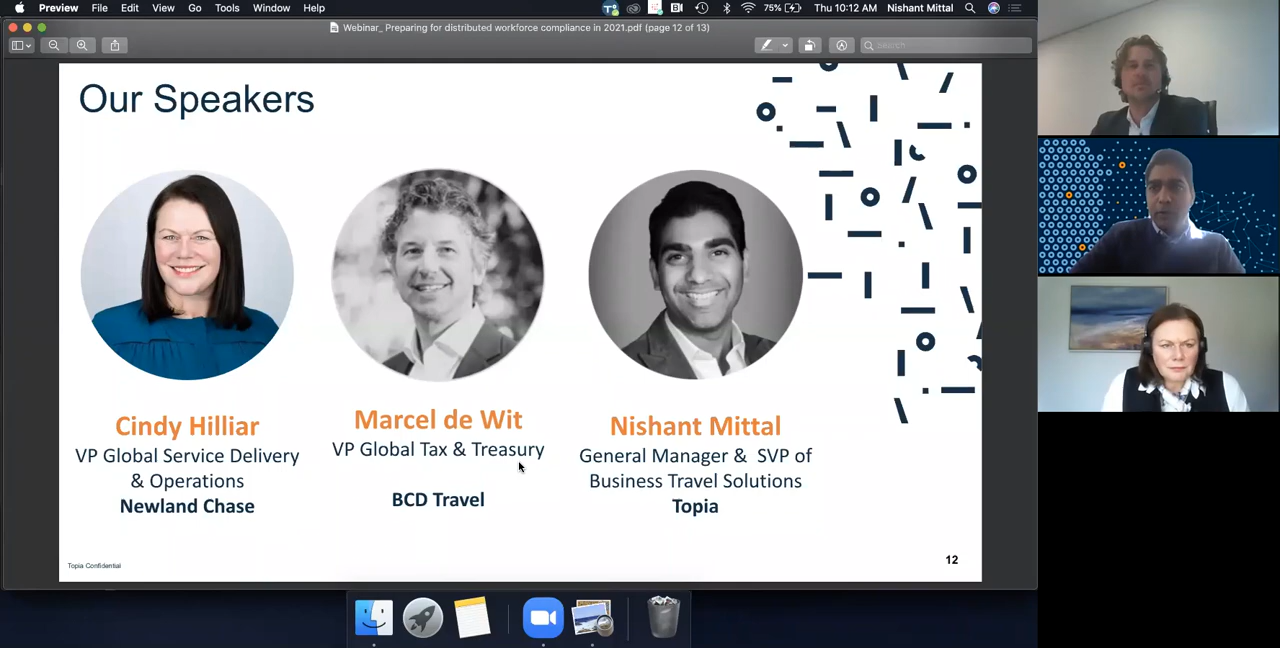 Preview File Edit View Go Tools Window Help 75% Thu 10:12 AM Nishant Mittal
Webinar_ Preparing for distributed workforce compliance in 2021.pdf (page 12 of 13)
Search
Our Speakers
Cindy Hilliar
VP Global Service Delivery
& Operations
Newland Chase
Marcel de Wit
VP Global Tax & Treasury
BCD Travel
Nishant Mittal
General Manager & SVP of
Business Travel Solutions
Topia
Topia Confidential
12